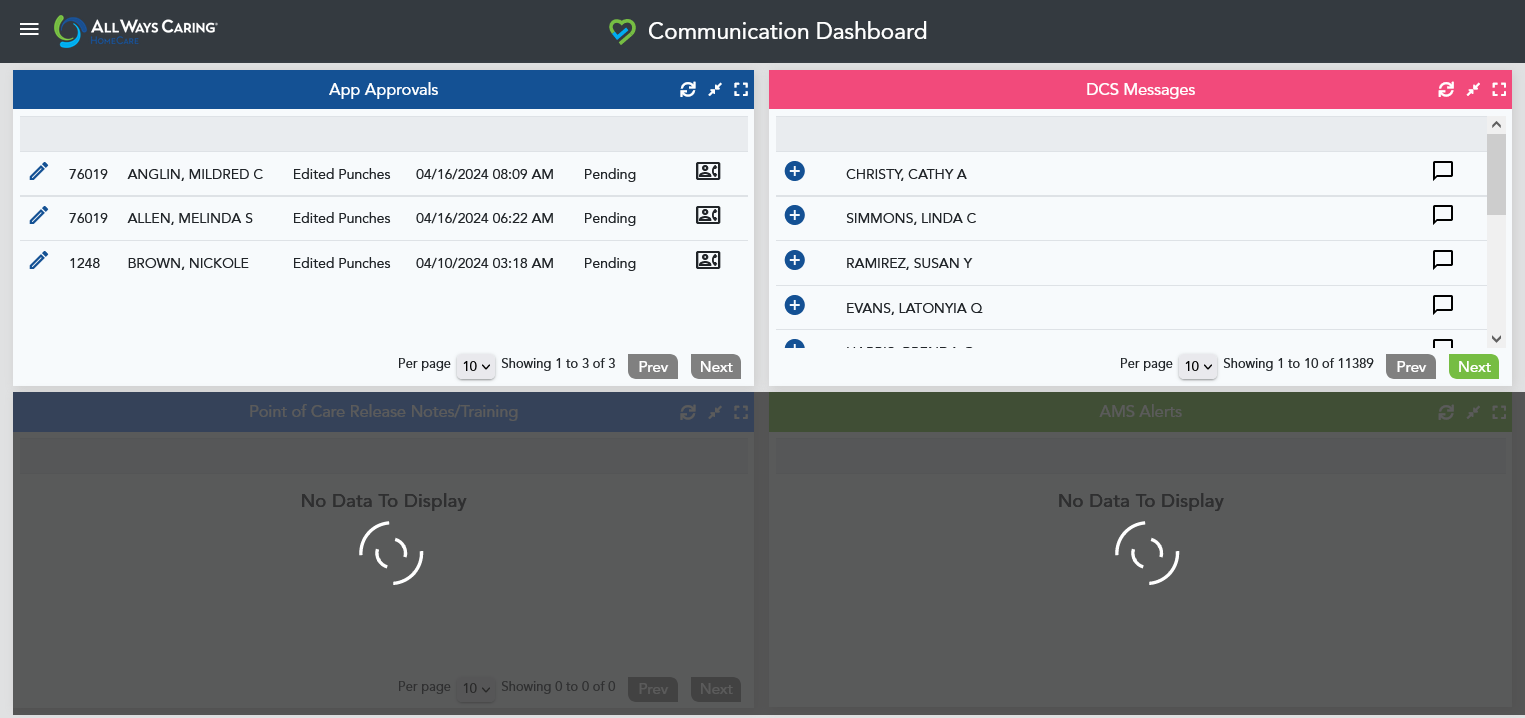 ALL WAYS CARING
HOMECARE
Communication Dashboard
App Approvals
76019 ANGLIN, MILDRED C Edited Punches 04/16/2024 08:09 AM Pending
76019 ALLEN, MELINDA S Edited Punches 04/16/2024 06:22 AM Pending
1248 BROWN, NICKOLE Edited Punches 04/10/2024 03:18 AM Pending
Per page 10 Showing 1 to 3 of 3 Prev Next
DCS Messages
CHRISTY, CATHY A
SIMMONS, LINDA C
RAMIREZ, SUSAN Y
EVANS, LATONYIA Q
Per page 10 Showing 1 to 10 of 11389 Prev Next
Point of Care Release Notes/Training
No Data To Display
Per page 10 Showing 0 to 0 of 0 Prev Next
AMS Alerts
No Data To Display